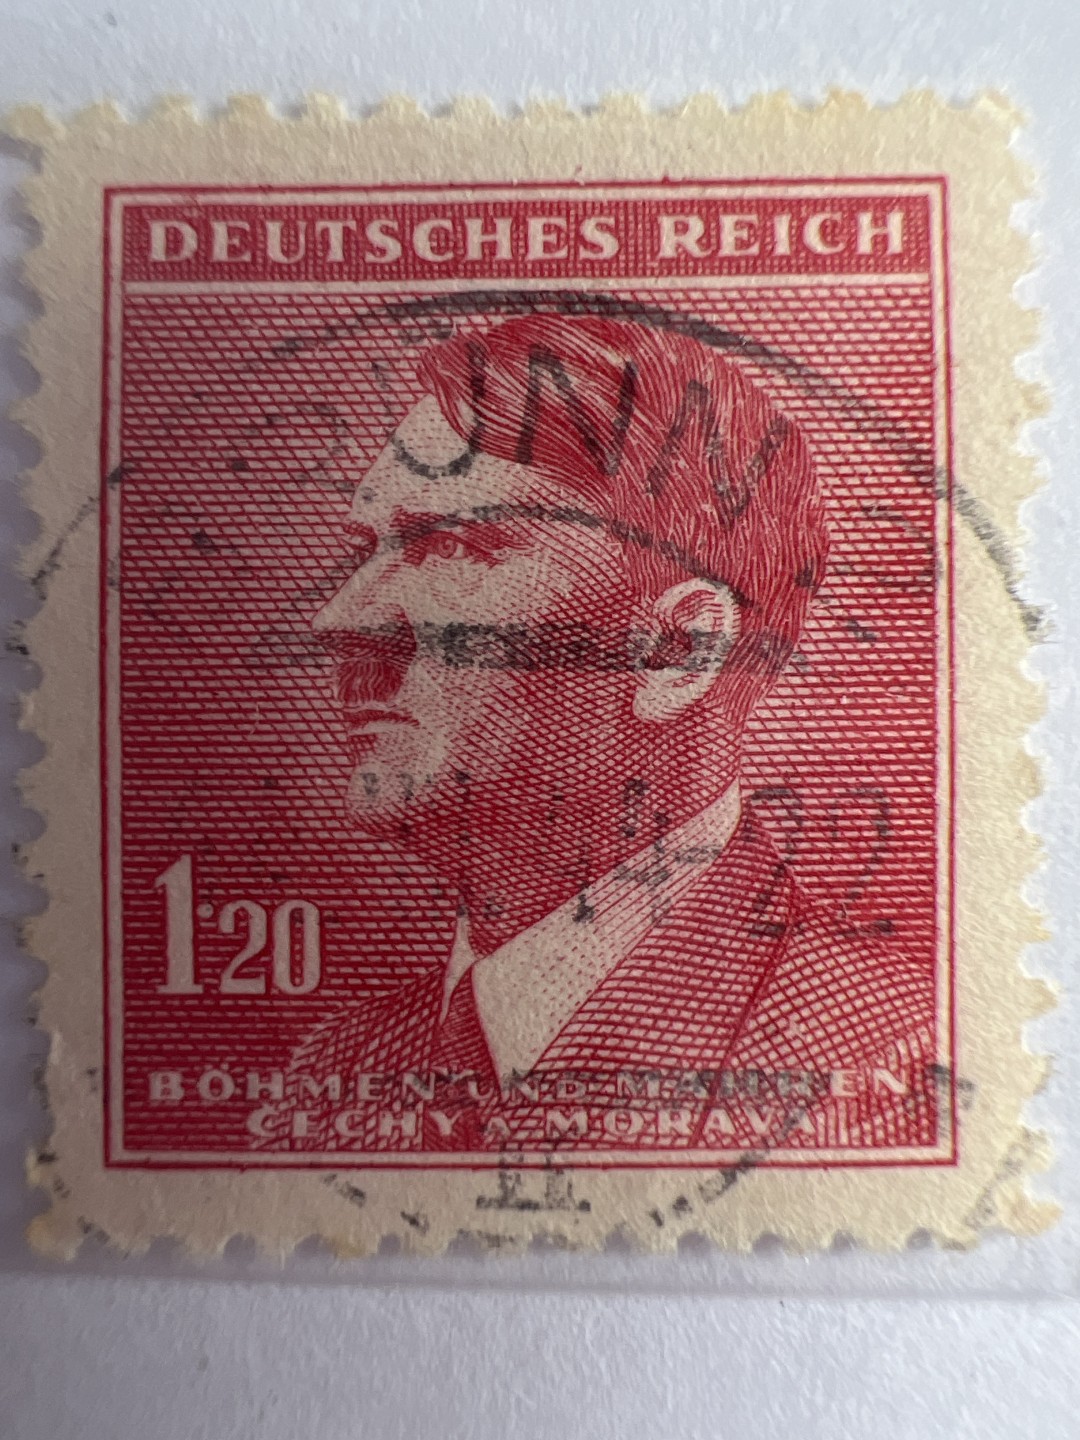 DEUTSCHES REICH
1·20
BÖHMEN UND MÄHREN
ČECHY A MORAVA